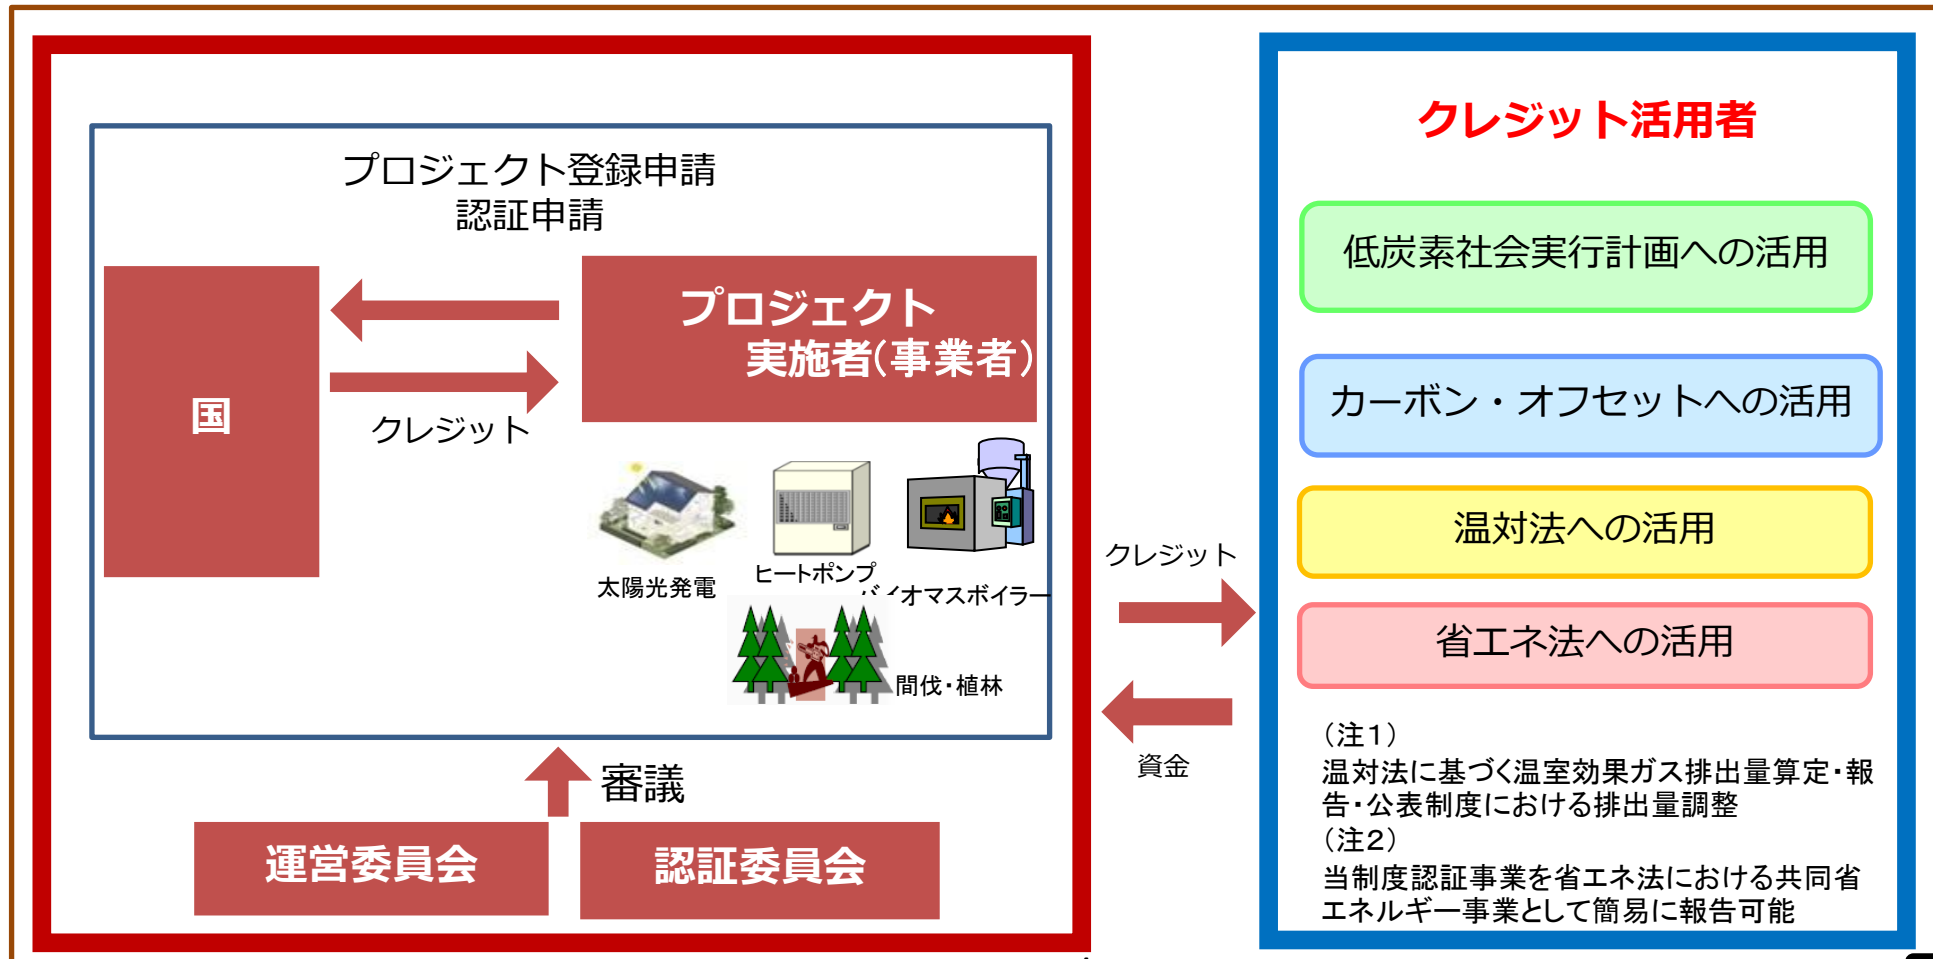 プロジェクト登録申請
認証申請
国
プロジェクト
実施者(事業者)
クレジット
太陽光発電
ヒートポンプ
バイオマスボイラー
間伐・植林
審議
運営委員会
認証委員会
クレジット
資金
クレジット活用者
低炭素社会実行計画への活用
カーボン・オフセットへの活用
温対法への活用
省エネ法への活用
(注1)
温対法に基づく温室効果ガス排出量算定・報
告・公表制度における排出量調整
(注2)
当制度認証事業を省エネ法における共同省
エネルギー事業として簡易に報告可能